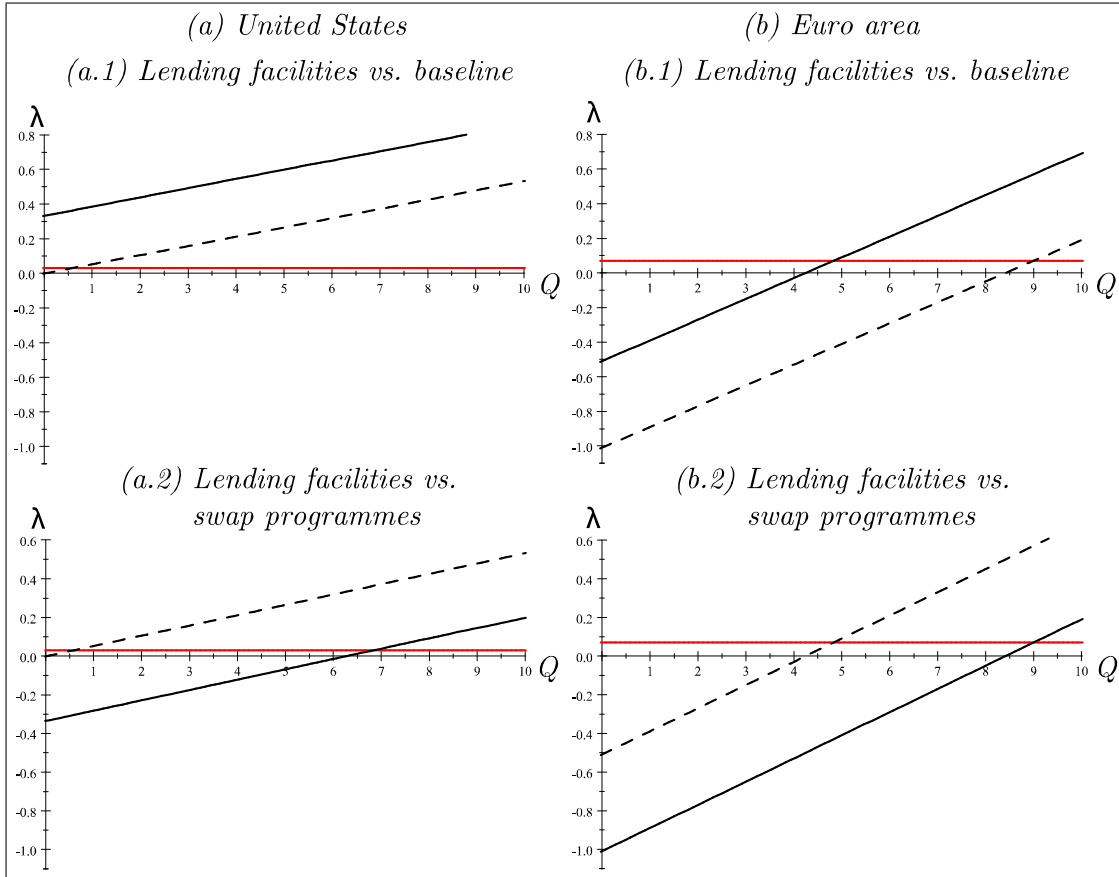 (a) United States
(a.1) Lending facilities vs. baseline
λ
0.8
0.6
0.4
0.2
0.0
-0.2
-0.4
-0.6
-0.8
-1.0
1 2 3 4 5 6 7 8 9 10
Q
(b) Euro area
(b.1) Lending facilities vs. baseline
λ
0.8
0.6
0.4
0.2
0.0
-0.2
-0.4
-0.6
-0.8
-1.0
1 2 3 4 5 6 7 8 9 10
Q
(a.2) Lending facilities vs.
swap programmes
λ
0.6
0.4
0.2
0.0
-0.2
-0.4
-0.6
-0.8
-1.0
1 2 3 4 5 6 7 8 9 10
Q
(b.2) Lending facilities vs.
swap programmes
λ
0.6
0.4
0.2
0.0
-0.2
-0.4
-0.6
-0.8
-1.0
1 2 3 4 5 6 7 8 9 10
Q